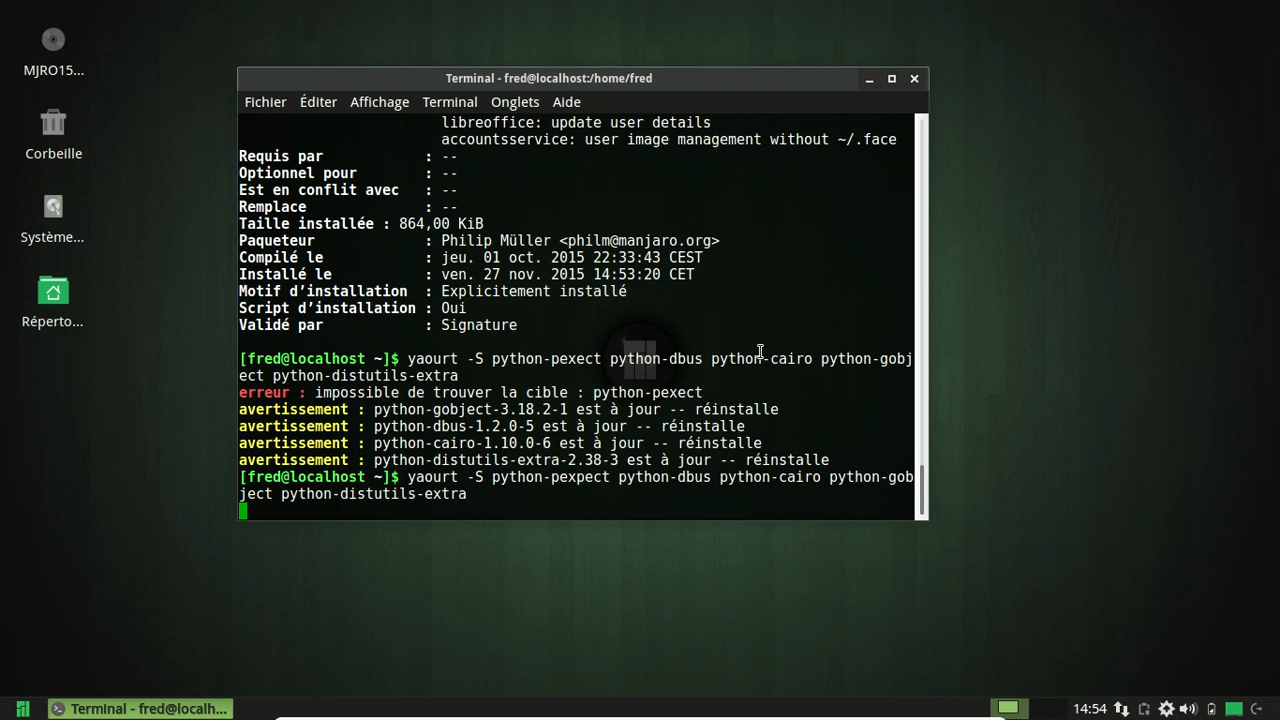 MJRO15...
Corbeille
Système...
Réperto...
Terminal - fred@localhost:/home/fred
Fichier Éditer Affichage Terminal Onglets Aide
libreoffice: update user details
accountsservice: user image management without ~/.face
Requis par : --
Optionnel pour : --
Est en conflit avec : --
Remplace : --
Taille installée : 864,00 KiB
Paqueteur : Philip Müller <philm@manjaro.org>
Compilé le : jeu. 01 oct. 2015 22:33:43 CEST
Installé le : ven. 27 nov. 2015 14:53:20 CET
Motif d’installation : Explicitement installé
Script d’installation : Oui
Validé par : Signature
[fred@localhost ~]$ yaourt -S python-pexect python-dbus python-cairo python-gobj
ect python-distutils-extra
erreur : impossible de trouver la cible : python-pexect
avertissement : python-gobject-3.18.2-1 est à jour -- réinstalle
avertissement : python-dbus-1.2.0-5 est à jour -- réinstalle
avertissement : python-cairo-1.10.0-6 est à jour -- réinstalle
avertissement : python-distutils-extra-2.38-3 est à jour -- réinstalle
[fred@localhost ~]$ yaourt -S python-pexpect python-dbus python-cairo python-gob
ject python-distutils-extra
Terminal - fred@localh...
14:54